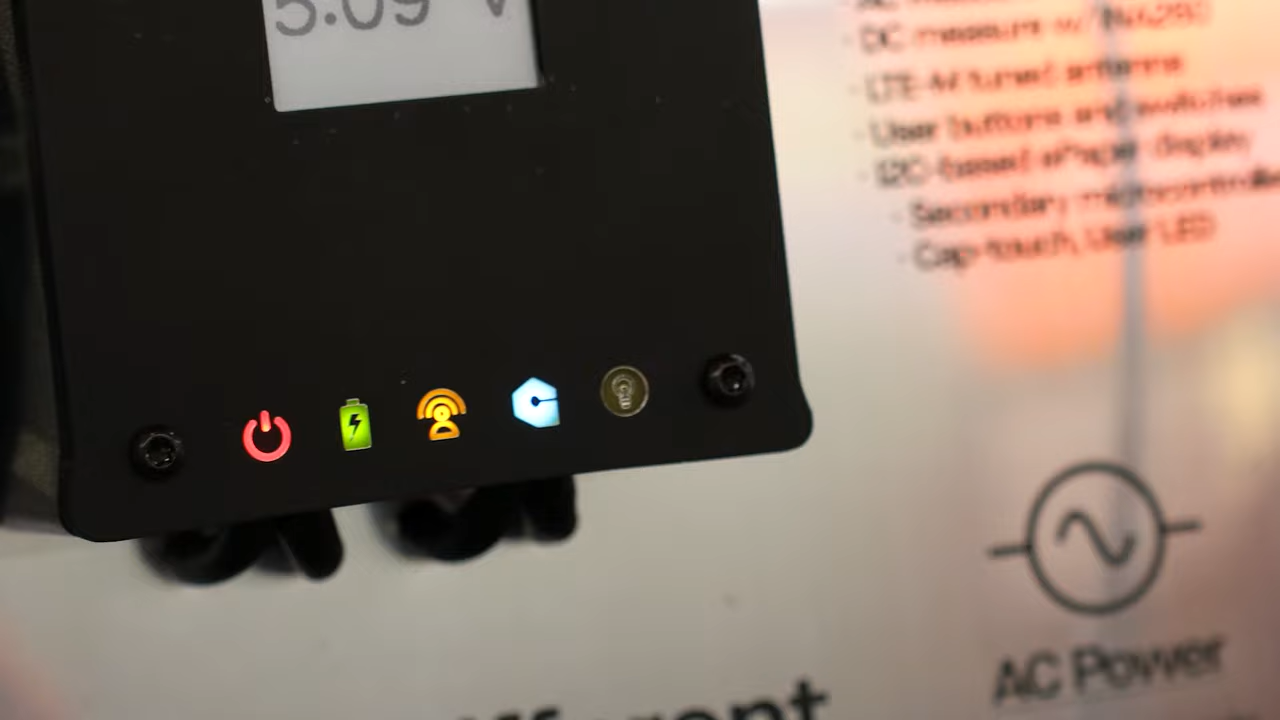 5.09 V
DC measure w/ INA260
· LTE-M tuned antenna
· User buttons and switches
· I2C-based ePaper display
· Secondary microcontroller
· Cap-touch, User LED
AC Power